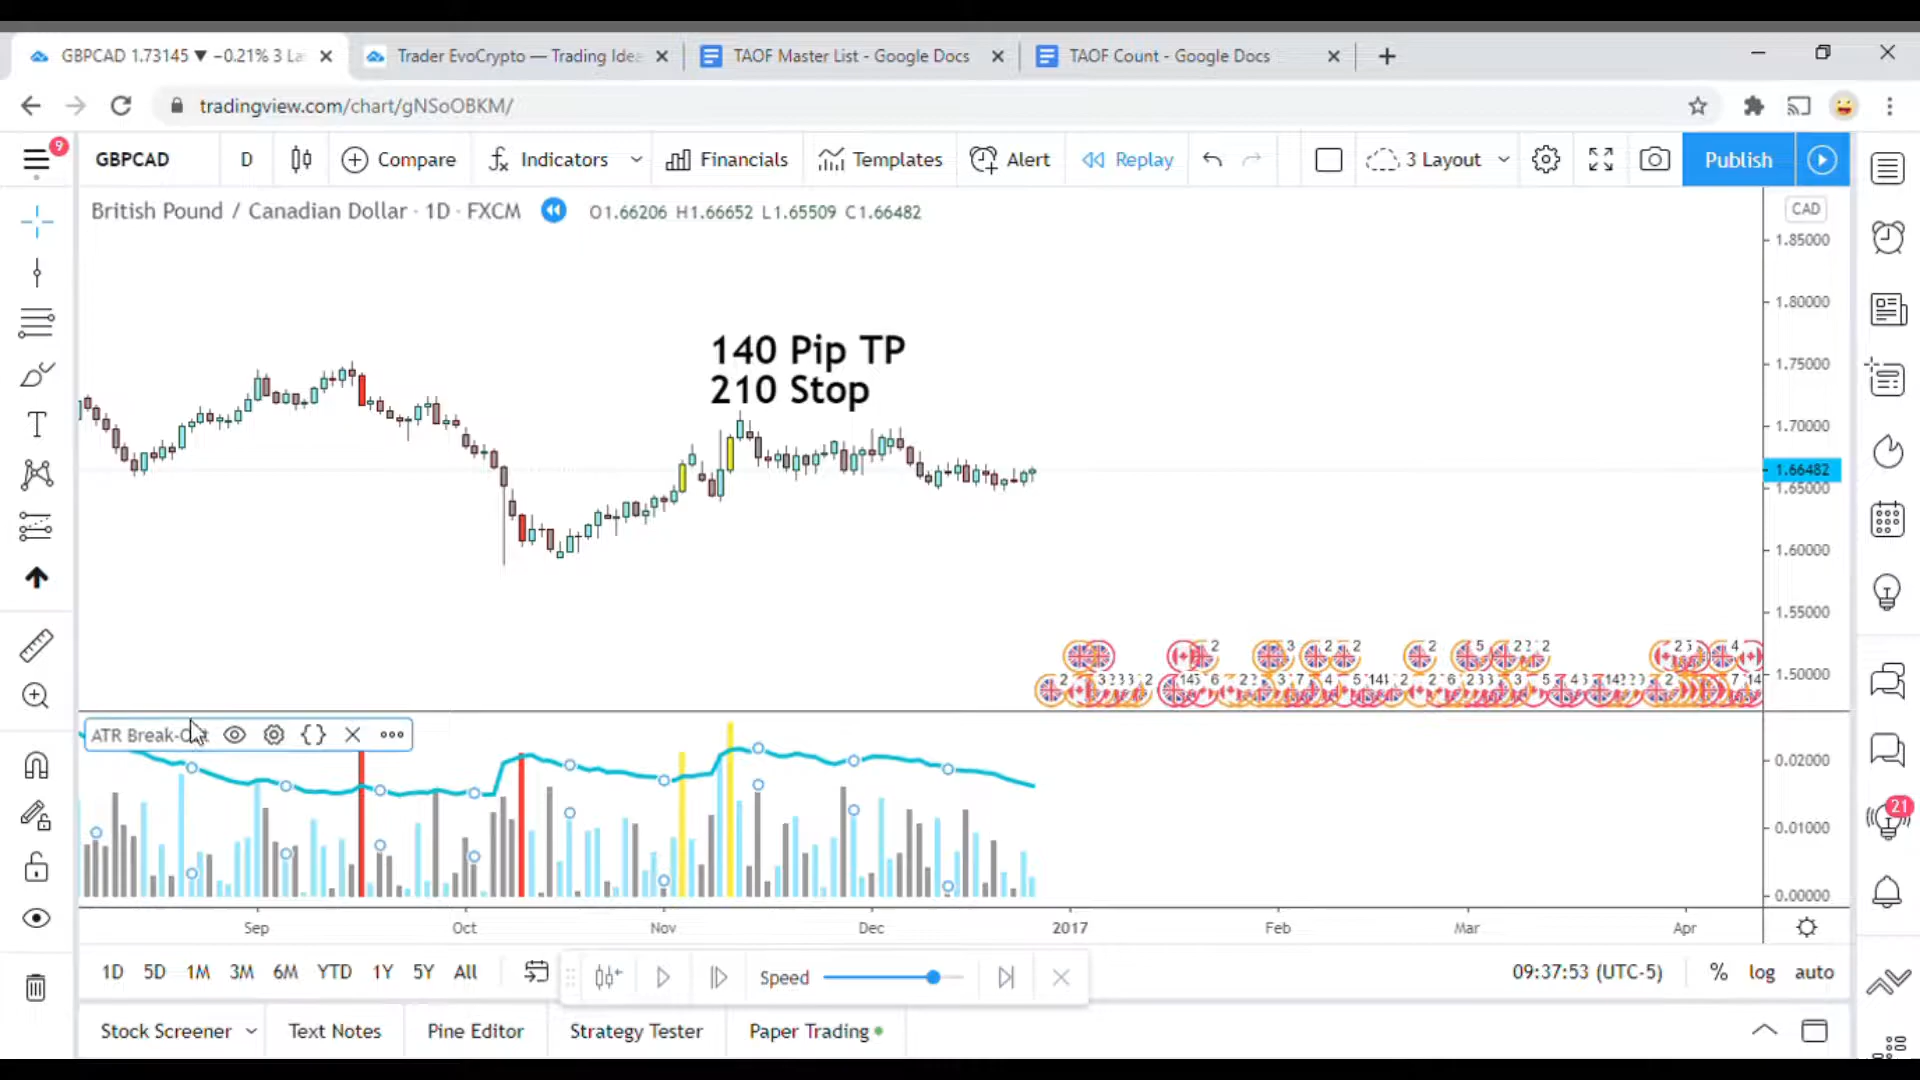 GBPCAD 1.73145 ▼ −0.21% 3 La
Trader EvoCrypto — Trading Idea
TAOF Master List - Google Docs
TAOF Count - Google Docs
tradingview.com/chart/gNSoOBKM/
9
GBPCAD
D
Compare
Indicators
Financials
Templates
Alert
Replay
3 Layout
Publish
British Pound / Canadian Dollar · 1D · FXCM
O1.66206 H1.66652 L1.65509 C1.66482
CAD
1.85000
1.80000
140 Pip TP
210 Stop
1.75000
1.70000
1.66482
1.65000
1.60000
1.55000
1.50000
ATR Break-
0.02000
0.01000
0.00000
21
Sep
Oct
Nov
Dec
2017
Feb
Mar
Apr
1D
5D
1M
3M
6M
YTD
1Y
5Y
All
Speed
09:37:53 (UTC-5)
%
log
auto
Stock Screener
Text Notes
Pine Editor
Strategy Tester
Paper Trading